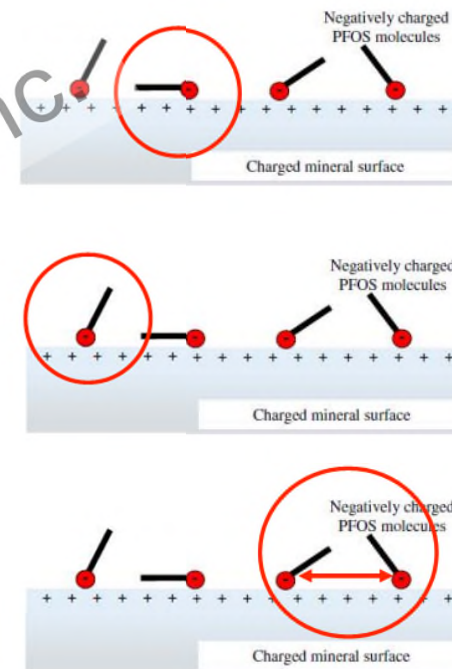 Negatively charged
PFOS molecules
nc.
+ + + + + + + + + + + + + + + + +
Charged mineral surface
Negatively charged
PFOS molecules
+ + + + + + + + + + + + + + + + +
Charged mineral surface
Negatively charged
PFOS molecules
+ + + + + + + + + + + + + + + + +
Charged mineral surface